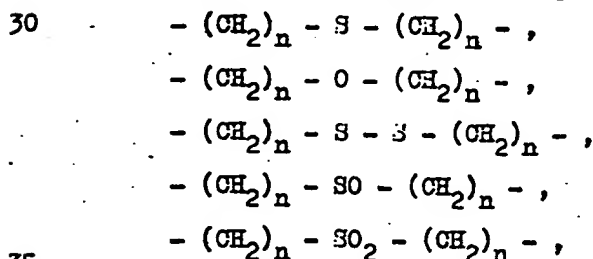 30 - (CH₂)ₙ - S - (CH₂)ₙ - ,
- (CH₂)ₙ - O - (CH₂)ₙ - ,
- (CH₂)ₙ - S - S - (CH₂)ₙ - ,
- (CH₂)ₙ - SO - (CH₂)ₙ - ,
- (CH₂)ₙ - SO₂ - (CH₂)ₙ - ,
35